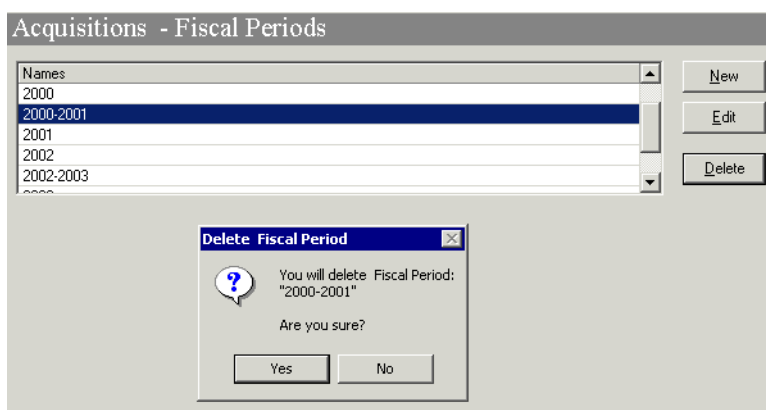 Acquisitions - Fiscal Periods
Names
2000
2000-2001
2001
2002
2002-2003
New
Edit
Delete
Delete Fiscal Period
You will delete Fiscal Period:
"2000-2001"
Are you sure?
Yes
No